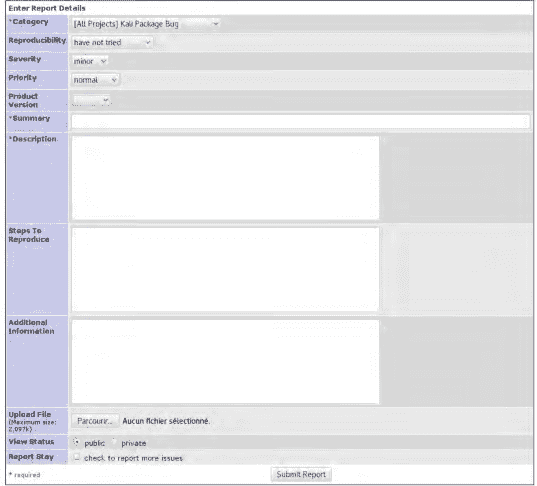 Enter Report Details
*Category [All Projects] Kali Package Bug
Reproducibility have not tried
Severity minor
Priority normal
Product
Version
*Summary
*Description
Steps To
Reproduce
Additional
Information
Upload File
(Maximum size:
2,097k)
Parcourir... Aucun fichier sélectionné.
View Status public private
Report Stay check to report more issues
* required Submit Report